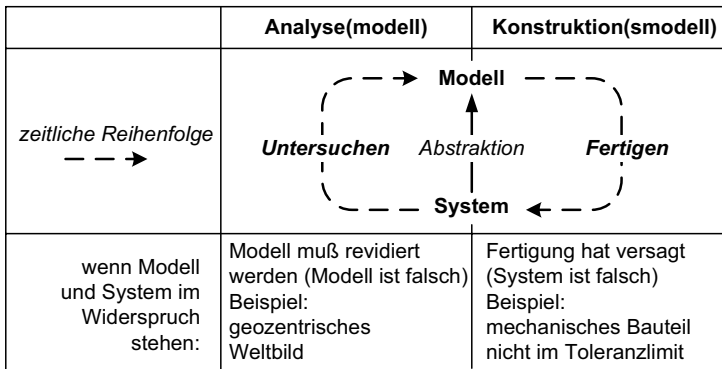 Analyse(modell) Konstruktion(smodell)
Modell
zeitliche Reihenfolge
Untersuchen Abstraktion Fertigen
System
wenn Modell
und System im
Widerspruch
stehen:
Modell muß revidiert
werden (Modell ist falsch)
Beispiel:
geozentrisches
Weltbild
Fertigung hat versagt
(System ist falsch)
Beispiel:
mechanisches Bauteil
nicht im Toleranzlimit